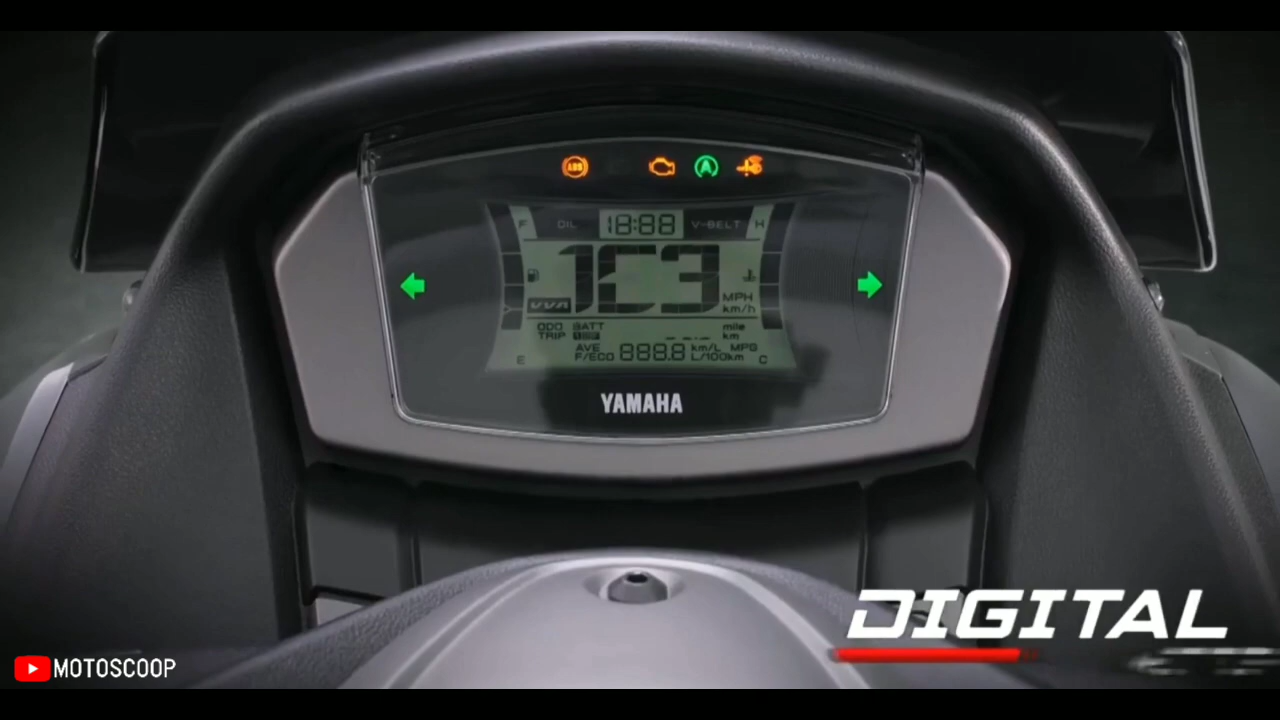 ABS
A
F OIL 18:88 V-BELT H
VVA
MPH
km/h
ODO BATT mile
TRIP km
AVE km/L MPG
F/ECO 888.8 L/100km
E C
YAMAHA
DIGITAL
MOTOSCOOP